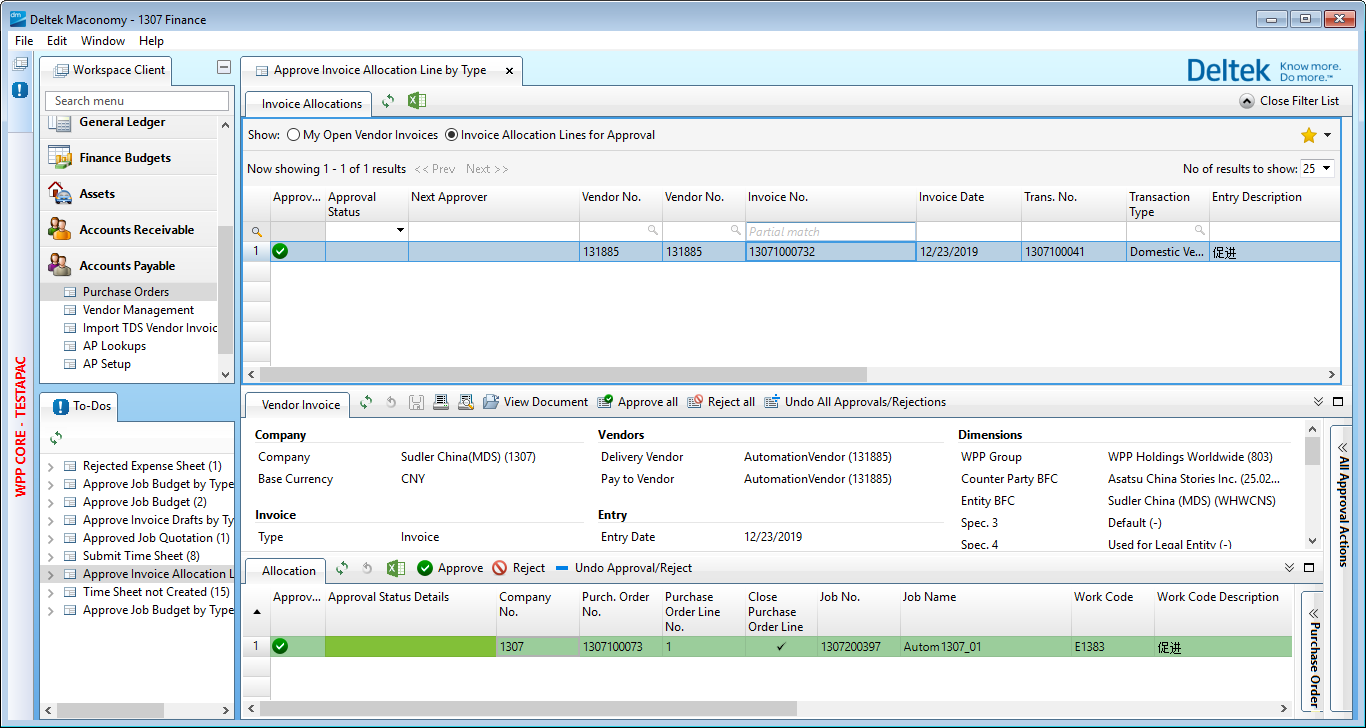 Deltek Maconomy - 1307 Finance
File Edit Window Help
Workspace Client
Search menu
General Ledger
Finance Budgets
Assets
Accounts Receivable
Accounts Payable
Purchase Orders
Vendor Management
Import TDS Vendor Invoic
AP Lookups
AP Setup
WPP CORE - TESTAPAC
To-Dos
Rejected Expense Sheet (1)
Approve Job Budget by Type
Approve Job Budget (2)
Approve Invoice Drafts by Ty
Approved Job Quotation (1)
Submit Time Sheet (8)
Approve Invoice Allocation L
Time Sheet not Created (15)
Approve Job Budget by Type
Approve Invoice Allocation Line by Type
Deltek Know more.
Do more.™
Invoice Allocations
Close Filter List
Show: My Open Vendor Invoices Invoice Allocation Lines for Approval
Now showing 1 - 1 of 1 results << Prev Next >> No of results to show: 25
Approv... Approval Status Next Approver Vendor No. Vendor No. Invoice No. Invoice Date Trans. No. Transaction Type Entry Description
Partial match
1 131885 131885 13071000732 12/23/2019 1307100041 Domestic Ve... 促进
Vendor Invoice View Document Approve all Reject all Undo All Approvals/Rejections
Company Vendors Dimensions
Company Sudler China(MDS) (1307) Delivery Vendor AutomationVendor (131885) WPP Group WPP Holdings Worldwide (803)
Base Currency CNY Pay to Vendor AutomationVendor (131885) Counter Party BFC Asatsu China Stories Inc. (25.02...
Entity BFC Sudler China (MDS) (WHWCNS)
Invoice Entry Spec. 3 Default (-)
Type Invoice Entry Date 12/23/2019 Spec. 4 Used for Legal Entity (-)
All Approval Actions
Allocation Approve Reject Undo Approval/Reject
Approv... Approval Status Details Company No. Purch. Order No. Purchase Order Line No. Close Purchase Order Line Job No. Job Name Work Code Work Code Description
1 1307 1307100073 1 ✓ 1307200397 Autom1307_01 E1383 促进
Purchase Order